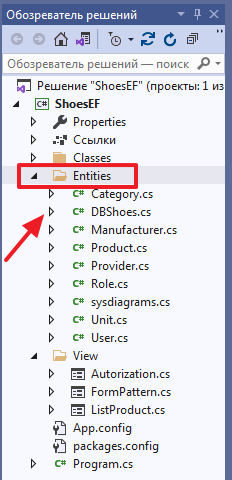 Обозреватель решений
Обозреватель решений — поиск
Решение "ShoesEF" (проекты: 1 из
C# ShoesEF
Properties
Ссылки
Classes
Entities
C# Category.cs
C# DBShoes.cs
C# Manufacturer.cs
C# Product.cs
C# Provider.cs
C# Role.cs
C# sysdiagrams.cs
C# Unit.cs
C# User.cs
View
Autorization.cs
FormPattern.cs
ListProduct.cs
App.config
packages.config
C# Program.cs